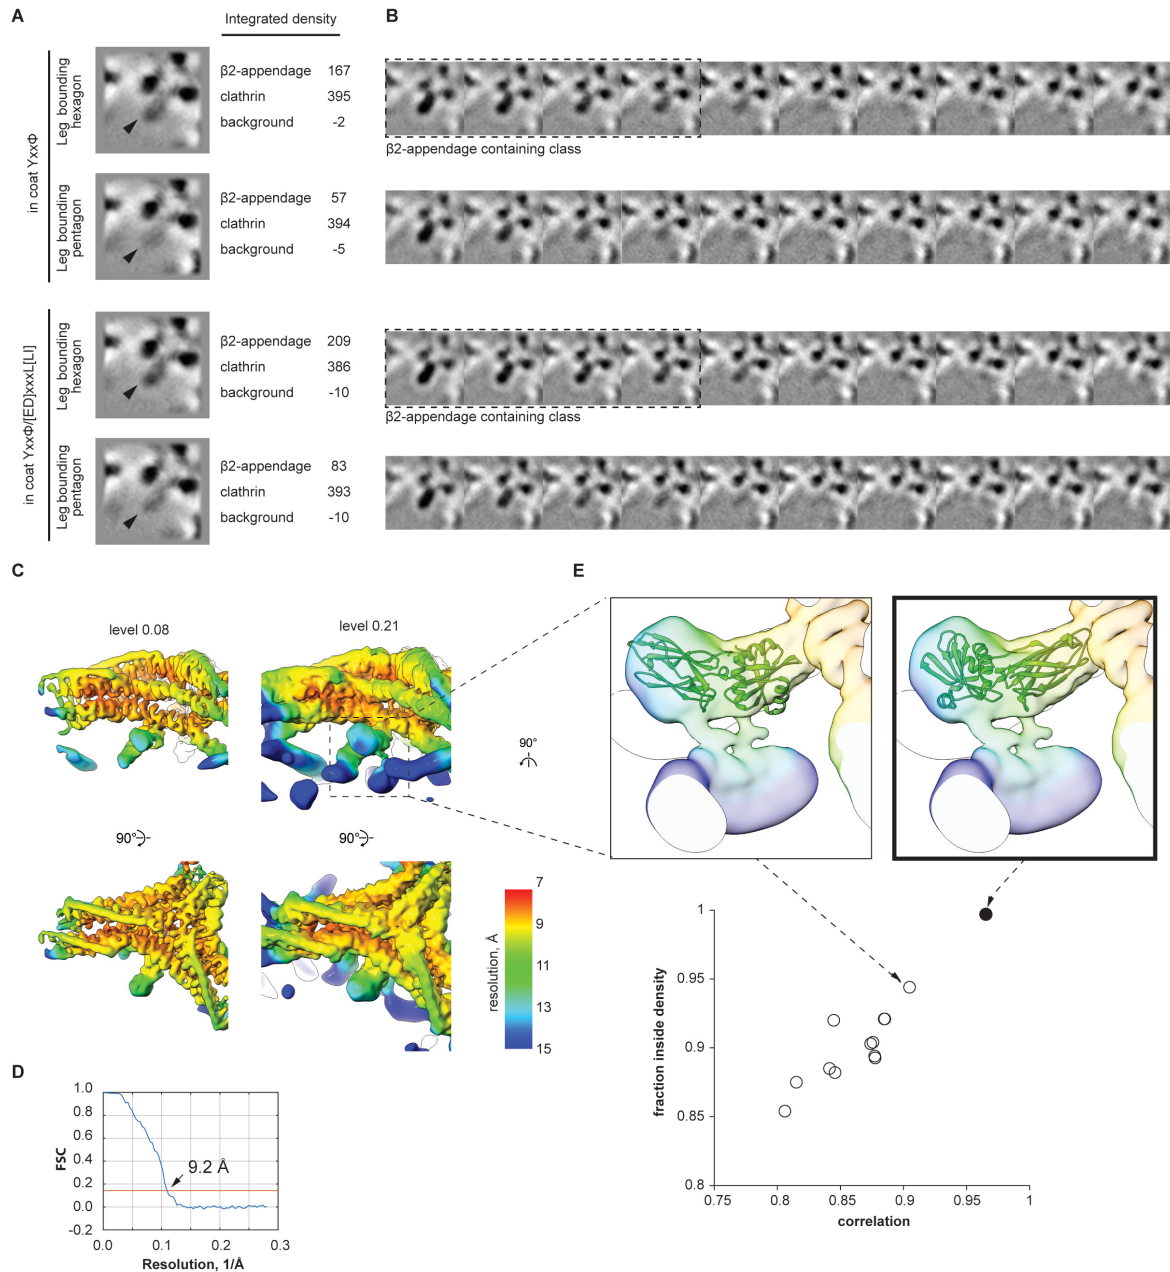 A
B
Integrated density
in coat YxxΦ
Leg bounding
hexagon
β2-appendage 167
clathrin 395
background -2
β2-appendage containing class
Leg bounding
pentagon
β2-appendage 57
clathrin 394
background -5
in coat YxxΦ/[ED]xxxL[LI]
Leg bounding
hexagon
β2-appendage 209
clathrin 386
background -10
β2-appendage containing class
Leg bounding
pentagon
β2-appendage 83
clathrin 393
background -10
C
level 0.08
level 0.21
90°
90°
90°
resolution, Å
7
9
11
13
15
D
FSC
1.0
0.8
0.6
0.4
0.2
0.0
-0.2
9.2 Å
0.0 0.1 0.2 0.3
Resolution, 1/Å
E
fraction inside density
1
0.95
0.9
0.85
0.8
0.75 0.8 0.85 0.9 0.95 1
correlation